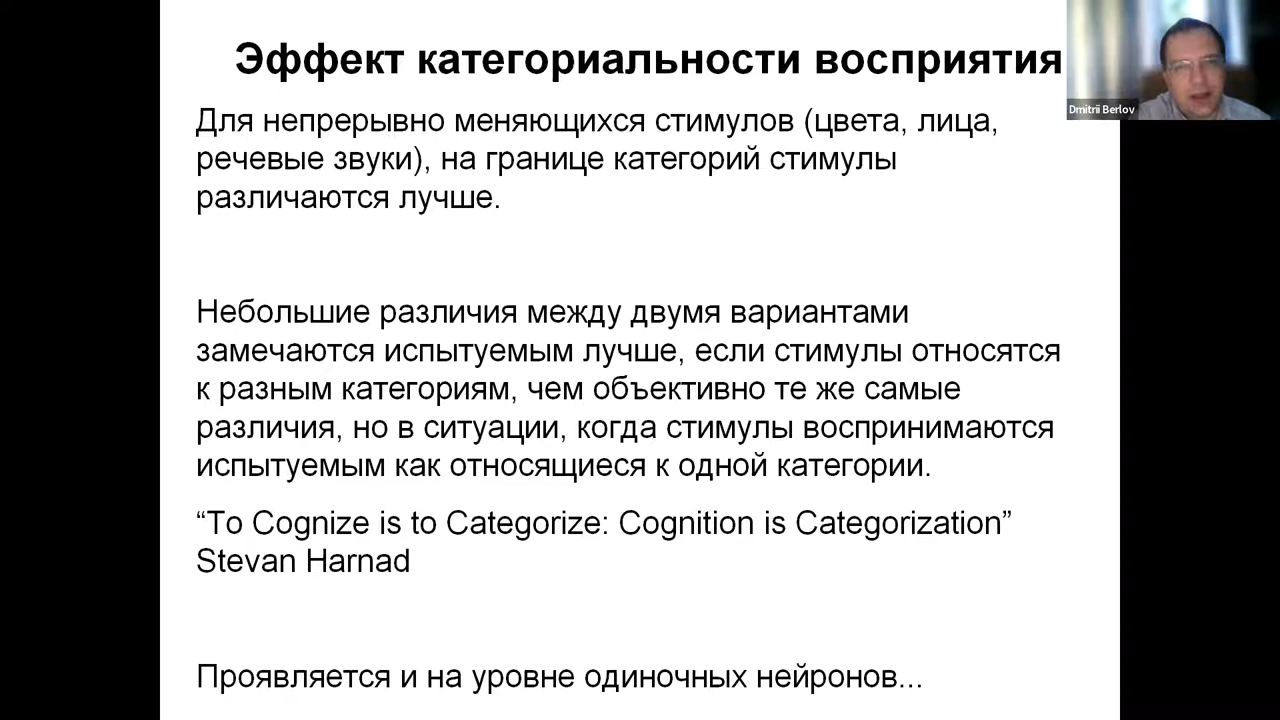 Эффект категориальности восприятия
Dmitrii Berlov
Для непрерывно меняющихся стимулов (цвета, лица,
речевые звуки), на границе категорий стимулы
различаются лучше.
Небольшие различия между двумя вариантами
замечаются испытуемым лучше, если стимулы относятся
к разным категориям, чем объективно те же самые
различия, но в ситуации, когда стимулы воспринимаются
испытуемым как относящиеся к одной категории.
“To Cognize is to Categorize: Cognition is Categorization”
Stevan Harnad
Проявляется и на уровне одиночных нейронов...